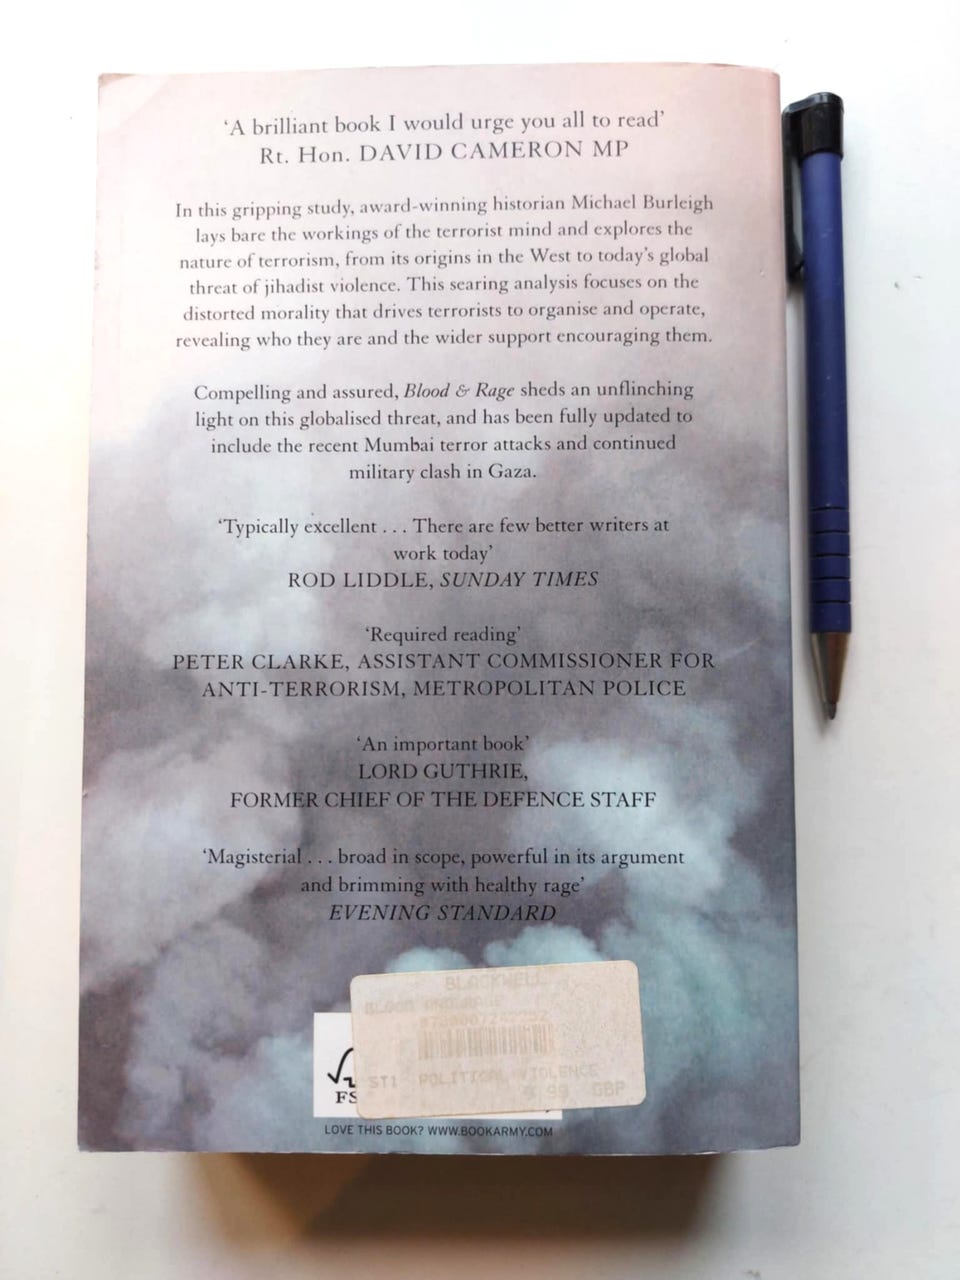 ‘A brilliant book I would urge you all to read’
Rt. Hon. DAVID CAMERON MP
In this gripping study, award-winning historian Michael Burleigh
lays bare the workings of the terrorist mind and explores the
nature of terrorism, from its origins in the West to today’s global
threat of jihadist violence. This searing analysis focuses on the
distorted morality that drives terrorists to organise and operate,
revealing who they are and the wider support encouraging them.
Compelling and assured, Blood & Rage sheds an unflinching
light on this globalised threat, and has been fully updated to
include the recent Mumbai terror attacks and continued
military clash in Gaza.
‘Typically excellent . . . There are few better writers at
work today’
ROD LIDDLE, SUNDAY TIMES
‘Required reading’
PETER CLARKE, ASSISTANT COMMISSIONER FOR
ANTI-TERRORISM, METROPOLITAN POLICE
‘An important book’
LORD GUTHRIE,
FORMER CHIEF OF THE DEFENCE STAFF
‘Magisterial . . . broad in scope, powerful in its argument
and brimming with healthy rage’
EVENING STANDARD
BLACKWELL
BLOOD AND RAGE
ST1 POLITICAL VIOLENCE
GBP
FS
LOVE THIS BOOK? WWW.BOOKARMY.COM